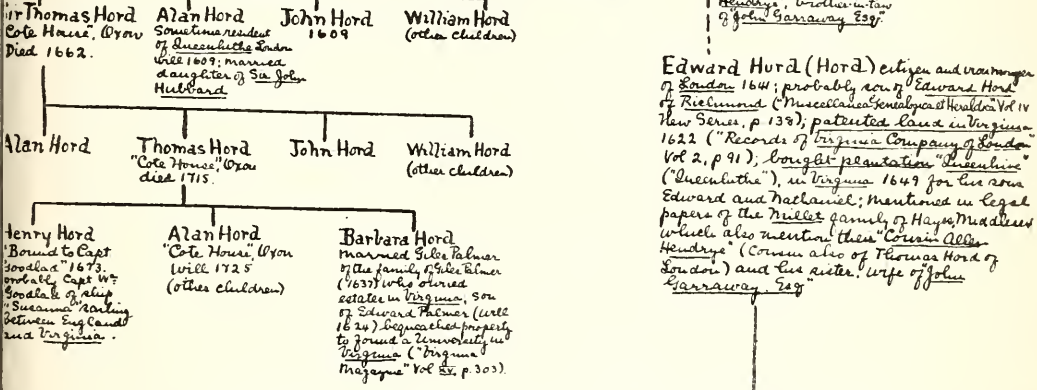 Sir Thomas Hord
Cote House", Oxon
Died 1662.
Alan Hord
Sometime resident
of Queenhithe London
will 1609; married
daughter of Sir John
Hubbard
John Hord
1609
William Hord
(other children)
Hendrye, brother-in-law
of "John Garraway Esq".
Alan Hord
Thomas Hord
"Cote House", Oxon
died 1715.
John Hord
William Hord
(other children)
Henry Hord
"Bound to Capt
Goodlad" 1673.
probably Capt Wm
Goodlad of ship
"Susanna" sailing
between England
and Virginia.
Alan Hord
"Cote House", Oxon
will 1725
(other children)
Barbara Hord
married Giles Palmer
of the family of Giles Palmer
(1637) who owned
estates in Virginia, son
of Edward Palmer (will
1624) bequeathed property
to found a University in
Virginia ("Virginia
Magazine" Vol XV, p. 303).
Edward Hurd (Hord) citizen and ironmonger
of London 1641; probably son of Edward Hord
of Richmond ("Miscellanea Genealogica et Heraldica" Vol IV
New Series, p 138); patented land in Virginia
1622 ("Records of Virginia Company of London"
Vol 2, p 91); bought plantation "Queenhive"
("Queenhithe"), in Virginia 1649 for his sons
Edward and Nathaniel; mentioned in legal
papers of the Millet family of Hayes, Middlesex
which also mention their "Cousin Allen
Hendrye" (Cousin also of Thomas Hord of
London) and his sister, wife of "John
Garraway. Esq"